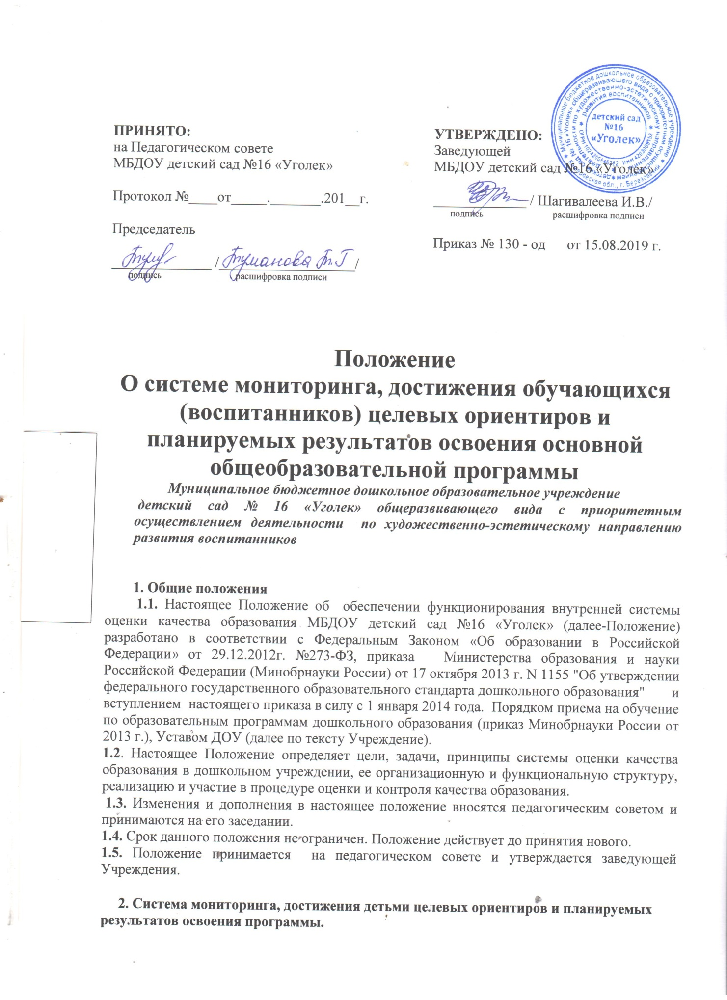 ПРИНЯТО:
на Педагогическом совете
МБДОУ детский сад №16 «Уголек»
Протокол №____от_____._______.201__г.
Председатель
/ Туманова Т.Г /
подпись расшифровка подписи
Муниципальное бюджетное дошкольное образовательное учреждение
детский сад № 16 «Уголек» общеразвивающего вида с приоритетным осуществлением
деятельности по художественно-эстетическому направлению
развития воспитанников
Кемеровская обл., г. Березовский
детский сад
№16
«Уголек»
УТВЕРЖДЕНО:
Заведующей
МБДОУ детский сад №16 «Уголек»
_____________ / Шагивалеева И.В./
подпись расшифровка подписи
Приказ № 130 - од от 15.08.2019 г.
Положение
О системе мониторинга, достижения обучающихся
(воспитанников) целевых ориентиров и
планируемых результатов освоения основной
общеобразовательной программы
Муниципальное бюджетное дошкольное образовательное учреждение
детский сад № 16 «Уголек» общеразвивающего вида с приоритетным
осуществлением деятельности по художественно-эстетическому направлению
развития воспитанников
1. Общие положения
1.1. Настоящее Положение об обеспечении функционирования внутренней системы
оценки качества образования МБДОУ детский сад №16 «Уголек» (далее-Положение)
разработано в соответствии с Федеральным Законом «Об образовании в Российской
Федерации» от 29.12.2012г. №273-ФЗ, приказа Министерства образования и науки
Российской Федерации (Минобрнауки России) от 17 октября 2013 г. N 1155 "Об утверждении
федерального государственного образовательного стандарта дошкольного образования" и
вступлением настоящего приказа в силу с 1 января 2014 года. Порядком приема на обучение
по образовательным программам дошкольного образования (приказ Минобрнауки России от
2013 г.), Уставом ДОУ (далее по тексту Учреждение).
1.2. Настоящее Положение определяет цели, задачи, принципы системы оценки качества
образования в дошкольном учреждении, ее организационную и функциональную структуру,
реализацию и участие в процедуре оценки и контроля качества образования.
1.3. Изменения и дополнения в настоящее положение вносятся педагогическим советом и
принимаются на его заседании.
1.4. Срок данного положения не ограничен. Положение действует до принятия нового.
1.5. Положение принимается на педагогическом совете и утверждается заведующей
Учреждения.
2. Система мониторинга, достижения детьми целевых ориентиров и планируемых
результатов освоения программы.